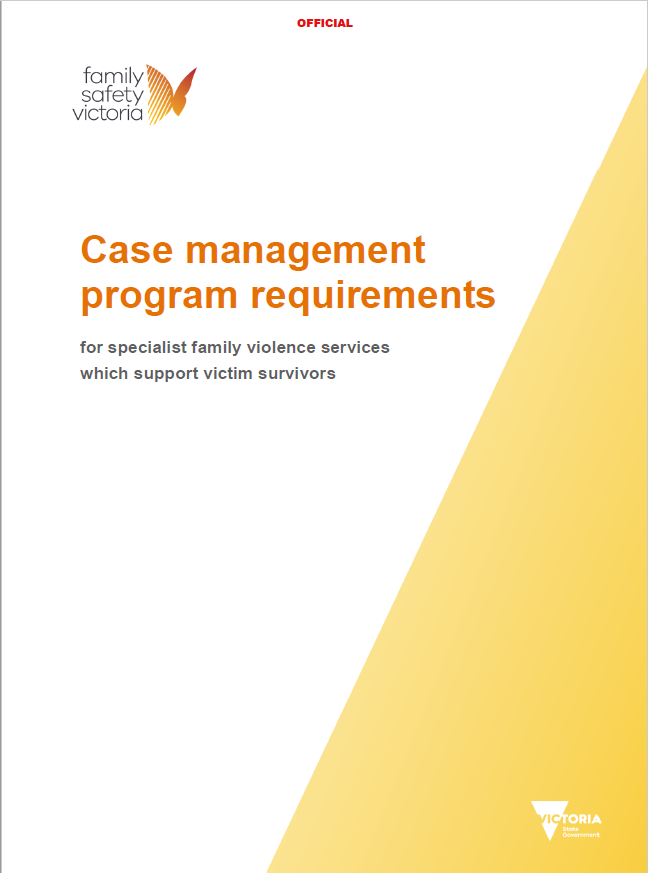 OFFICIAL
family
safety
victoria
Case management
program requirements
for specialist family violence services
which support victim survivors
VICTORIA
State
Government